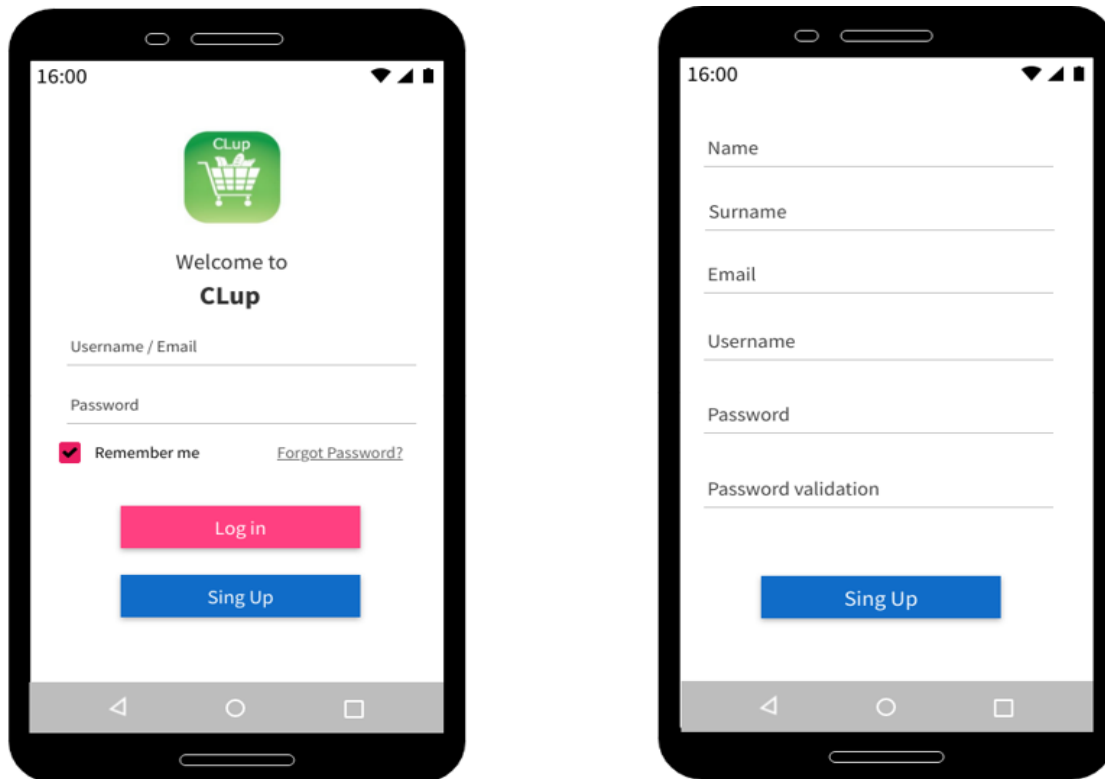 16:00
CLup
Welcome to
CLup
Username / Email
Password
Remember me
Forgot Password?
Log in
Sing Up
16:00
Name
Surname
Email
Username
Password
Password validation
Sing Up